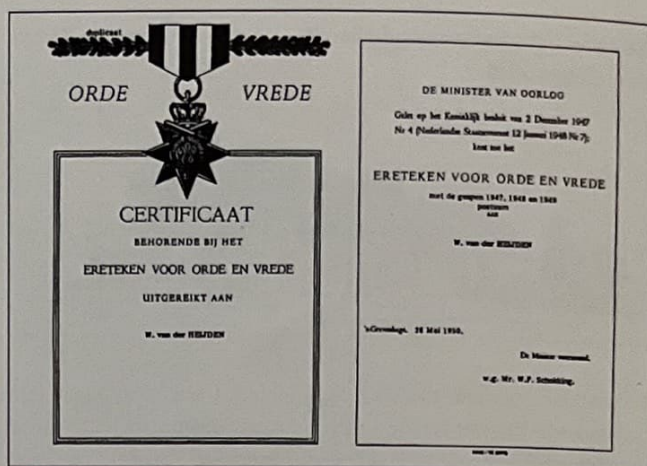 duplicaat
ORDE VREDE
CERTIFICAAT
BEHORENDE BIJ HET
ERETEKEN VOOR ORDE EN VREDE
UITGEREIKT AAN
W. van der HEIJDEN
DE MINISTER VAN OORLOG
Gelet op het Koninklijk besluit van 2 December 1947
Nr 4 (Nederlandse Staatscourant 12 Januari 1948 Nr 7);
kent toe het
ERETEKEN VOOR ORDE EN VREDE
met de gespen 1947, 1948 en 1949
postuum
aan
W. van der HEIJDEN
's-Gravenhage, 26 Mei 1950.
De Minister voornoemd,
w.g. Mr. W.F. Schokking.